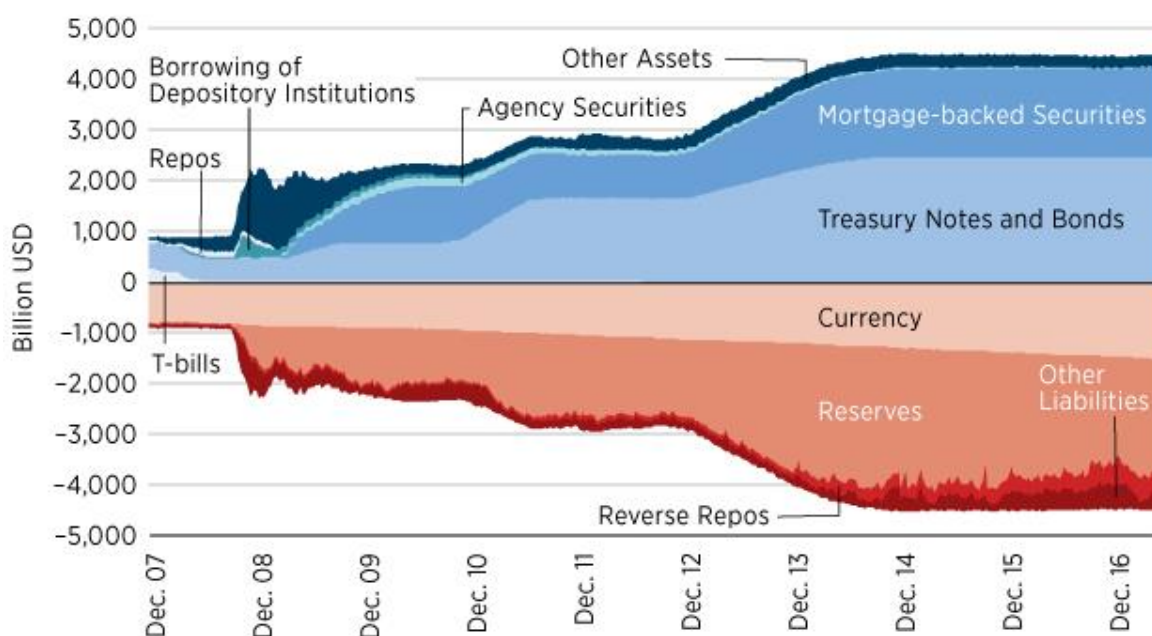 5,000
4,000
3,000
2,000
1,000
0
–1,000
–2,000
–3,000
–4,000
–5,000
Billion USD
Borrowing of
Depository Institutions
Repos
Other Assets
Agency Securities
Mortgage-backed Securities
Treasury Notes and Bonds
T-bills
Currency
Reserves
Other
Liabilities
Reverse Repos
Dec. 07
Dec. 08
Dec. 09
Dec. 10
Dec. 11
Dec. 12
Dec. 13
Dec. 14
Dec. 15
Dec. 16